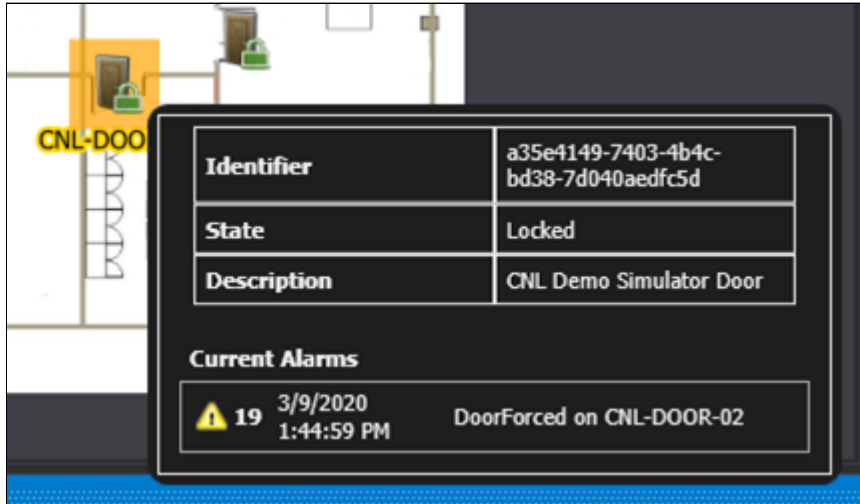 CNL-DOO
Identifier
a35e4149-7403-4b4c-
bd38-7d040aedfc5d
State
Locked
Description
CNL Demo Simulator Door
Current Alarms
19
3/9/2020
1:44:59 PM
DoorForced on CNL-DOOR-02